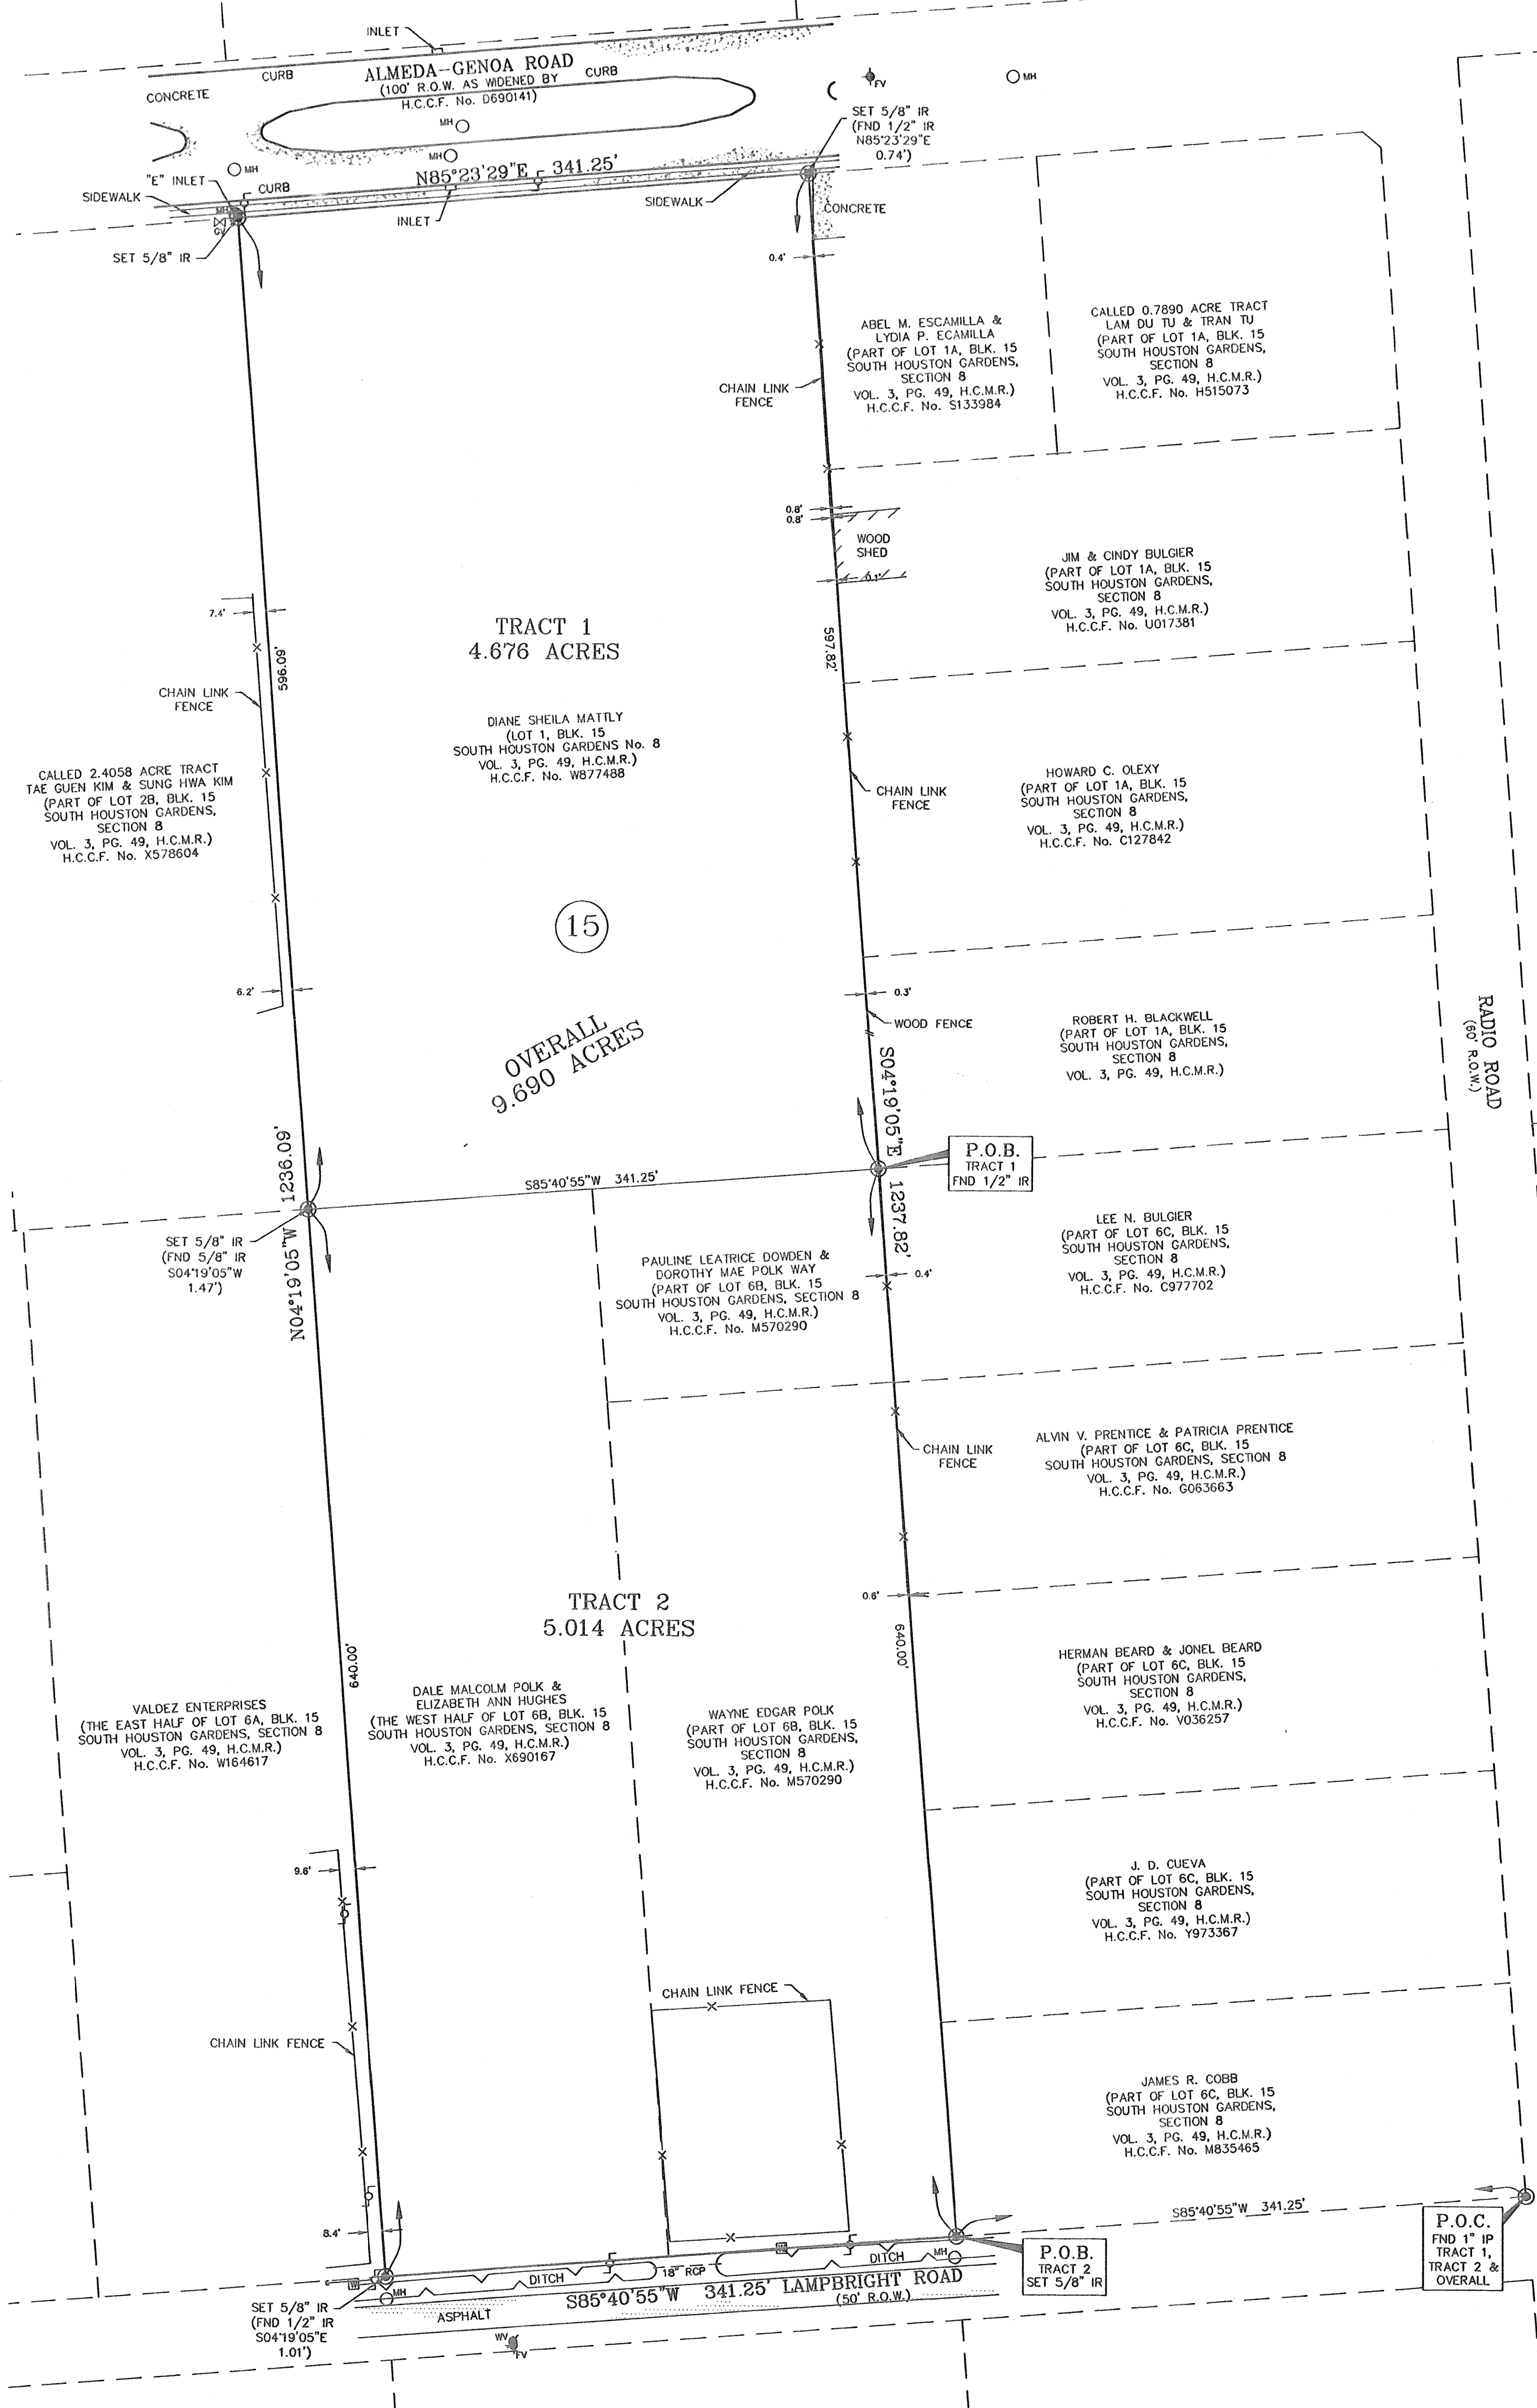 INLET
CURB
ALMEDA-GENOA ROAD
CURB
(100' R.O.W. AS WIDENED BY
H.C.C.F. No. D690141)
CONCRETE
MH
MH
MH
FV
MH
SET 5/8" IR
(FND 1/2" IR
N85°23'29"E
0.74')
"E" INLET
CURB
N85°23'29"E 341.25'
SIDEWALK
SIDEWALK
INLET
CONCRETE
MH
GV
SET 5/8" IR
0.4'
ABEL M. ESCAMILLA &
LYDIA P. ECAMILLA
(PART OF LOT 1A, BLK. 15
SOUTH HOUSTON GARDENS,
SECTION 8
VOL. 3, PG. 49, H.C.M.R.)
H.C.C.F. No. S133984
CALLED 0.7890 ACRE TRACT
LAM DU TU & TRAN TU
(PART OF LOT 1A, BLK. 15
SOUTH HOUSTON GARDENS,
SECTION 8
VOL. 3, PG. 49, H.C.M.R.)
H.C.C.F. No. H515073
CHAIN LINK
FENCE
0.8'
0.8'
WOOD
SHED
JIM & CINDY BULGIER
(PART OF LOT 1A, BLK. 15
SOUTH HOUSTON GARDENS,
SECTION 8
VOL. 3, PG. 49, H.C.M.R.)
H.C.C.F. No. U017381
7.4'
596.09'
TRACT 1
4.676 ACRES
597.82'
CHAIN LINK
FENCE
DIANE SHEILA MATTLY
(LOT 1, BLK. 15
SOUTH HOUSTON GARDENS No. 8
VOL. 3, PG. 49, H.C.M.R.)
H.C.C.F. No. W877488
CALLED 2.4058 ACRE TRACT
TAE GUEN KIM & SUNG HWA KIM
(PART OF LOT 2B, BLK. 15
SOUTH HOUSTON GARDENS,
SECTION 8
VOL. 3, PG. 49, H.C.M.R.)
H.C.C.F. No. X578604
CHAIN LINK
FENCE
HOWARD C. OLEXY
(PART OF LOT 1A, BLK. 15
SOUTH HOUSTON GARDENS,
SECTION 8
VOL. 3, PG. 49, H.C.M.R.)
H.C.C.F. No. C127842
15
6.2'
0.3'
WOOD FENCE
OVERALL
9.690 ACRES
ROBERT H. BLACKWELL
(PART OF LOT 1A, BLK. 15
SOUTH HOUSTON GARDENS,
SECTION 8
VOL. 3, PG. 49, H.C.M.R.)
RADIO ROAD
(60' R.O.W.)
S04°19'05"E 1237.82'
N04°19'05"W 1236.09'
P.O.B.
TRACT 1
FND 1/2" IR
S85°40'55"W 341.25'
SET 5/8" IR
(FND 5/8" IR
S04°19'05"W
1.47')
PAULINE LEATRICE DOWDEN &
DOROTHY MAE POLK WAY
(PART OF LOT 6B, BLK. 15
SOUTH HOUSTON GARDENS, SECTION 8
VOL. 3, PG. 49, H.C.M.R.)
H.C.C.F. No. M570290
0.4'
LEE N. BULGIER
(PART OF LOT 6C, BLK. 15
SOUTH HOUSTON GARDENS,
SECTION 8
VOL. 3, PG. 49, H.C.M.R.)
H.C.C.F. No. C977702
CHAIN LINK
FENCE
ALVIN V. PRENTICE & PATRICIA PRENTICE
(PART OF LOT 6C, BLK. 15
SOUTH HOUSTON GARDENS, SECTION 8
VOL. 3, PG. 49, H.C.M.R.)
H.C.C.F. No. G063663
0.6'
TRACT 2
5.014 ACRES
640.00'
640.00'
HERMAN BEARD & JONEL BEARD
(PART OF LOT 6C, BLK. 15
SOUTH HOUSTON GARDENS,
SECTION 8
VOL. 3, PG. 49, H.C.M.R.)
H.C.C.F. No. V036257
VALDEZ ENTERPRISES
(THE EAST HALF OF LOT 6A, BLK. 15
SOUTH HOUSTON GARDENS, SECTION 8
VOL. 3, PG. 49, H.C.M.R.)
H.C.C.F. No. W164617
DALE MALCOLM POLK &
ELIZABETH ANN HUGHES
(THE WEST HALF OF LOT 6B, BLK. 15
SOUTH HOUSTON GARDENS, SECTION 8
VOL. 3, PG. 49, H.C.M.R.)
H.C.C.F. No. X690167
WAYNE EDGAR POLK
(PART OF LOT 6B, BLK. 15
SOUTH HOUSTON GARDENS,
SECTION 8
VOL. 3, PG. 49, H.C.M.R.)
H.C.C.F. No. M570290
9.6'
J. D. CUEVA
(PART OF LOT 6C, BLK. 15
SOUTH HOUSTON GARDENS,
SECTION 8
VOL. 3, PG. 49, H.C.M.R.)
H.C.C.F. No. Y973367
CHAIN LINK FENCE
CHAIN LINK FENCE
JAMES R. COBB
(PART OF LOT 6C, BLK. 15
SOUTH HOUSTON GARDENS,
SECTION 8
VOL. 3, PG. 49, H.C.M.R.)
H.C.C.F. No. M835465
8.4'
S85°40'55"W 341.25'
P.O.C.
FND 1" IP
TRACT 1,
TRACT 2 &
OVERALL
P.O.B.
TRACT 2
SET 5/8" IR
DITCH
MH
18" RCP
DITCH
MH
S85°40'55"W 341.25' LAMPBRIGHT ROAD
(50' R.O.W.)
ASPHALT
SET 5/8" IR
(FND 1/2" IR
S04°19'05"E
1.01')
WV
FV